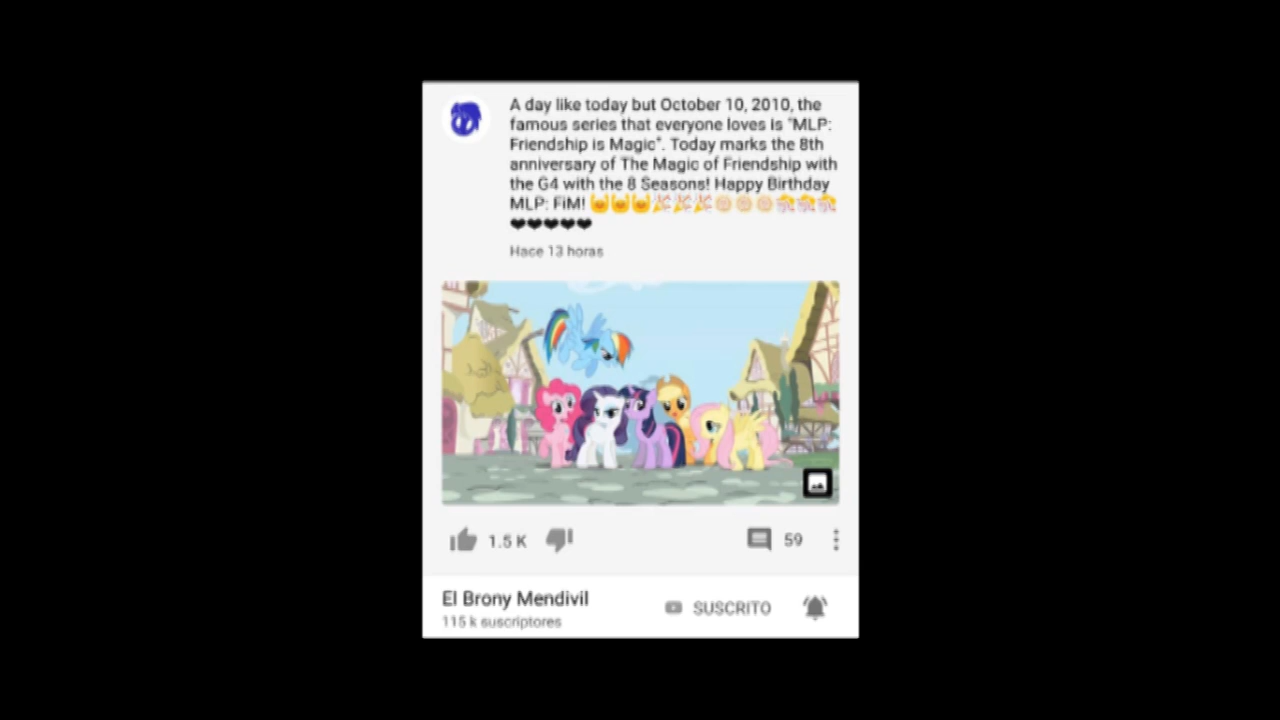 A day like today but October 10, 2010, the
famous series that everyone loves is "MLP:
Friendship is Magic". Today marks the 8th
anniversary of The Magic of Friendship with
the G4 with the 8 Seasons! Happy Birthday
MLP: FiM!
Hace 13 horas
1.5 K
59
El Brony Mendivil
SUSCRITO
115 k suscriptores